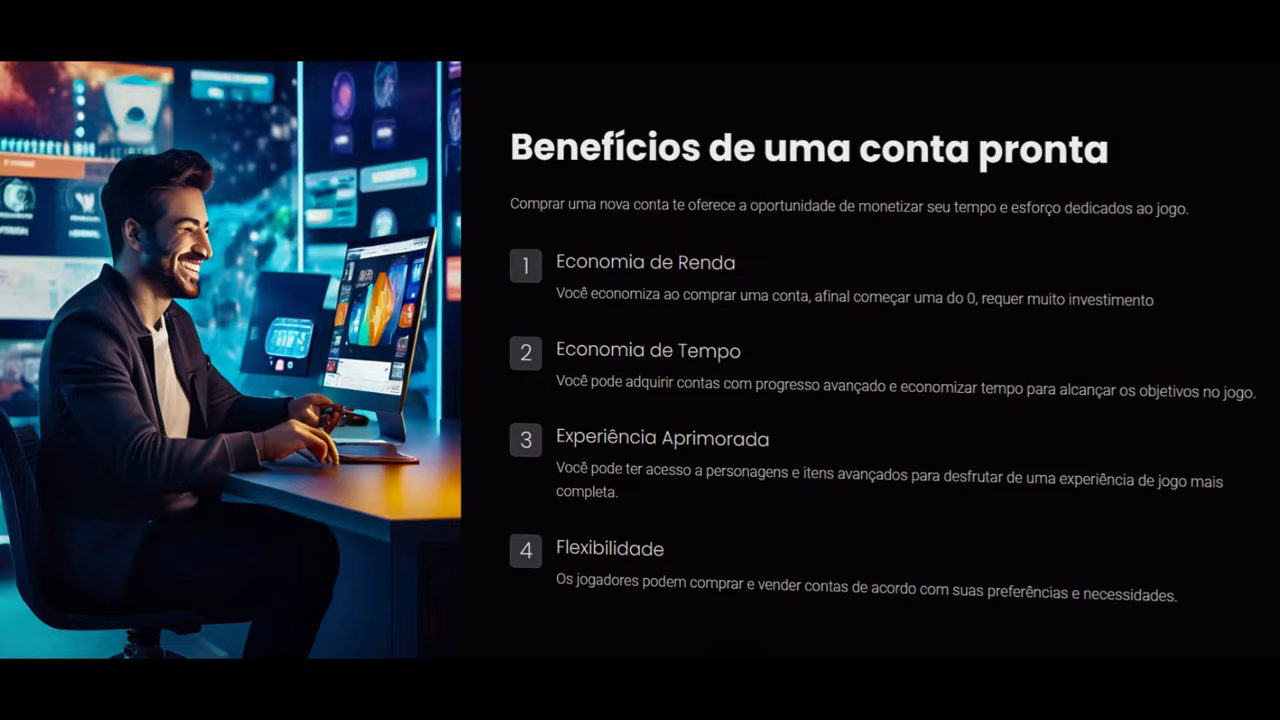 Benefícios de uma conta pronta
Comprar uma nova conta te oferece a oportunidade de monetizar seu tempo e esforço dedicados ao jogo.
1
Economia de Renda
Você economiza ao comprar uma conta, afinal começar uma do 0, requer muito investimento
2
Economia de Tempo
Você pode adquirir contas com progresso avançado e economizar tempo para alcançar os objetivos no jogo.
3
Experiência Aprimorada
Você pode ter acesso a personagens e itens avançados para desfrutar de uma experiência de jogo mais
completa.
4
Flexibilidade
Os jogadores podem comprar e vender contas de acordo com suas preferências e necessidades.